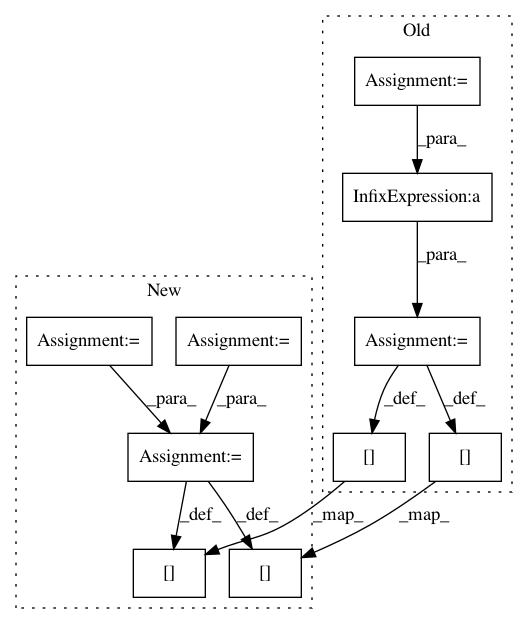 Old
Assignment:=
_para_
InfixExpression:a
_para_
New
Assignment:=
Assignment:=
Assignment:=
_para_
_para_
_def_
_def_
Assignment:=
[]
[]
_def_
_def_
_map_
_map_
[]
[]